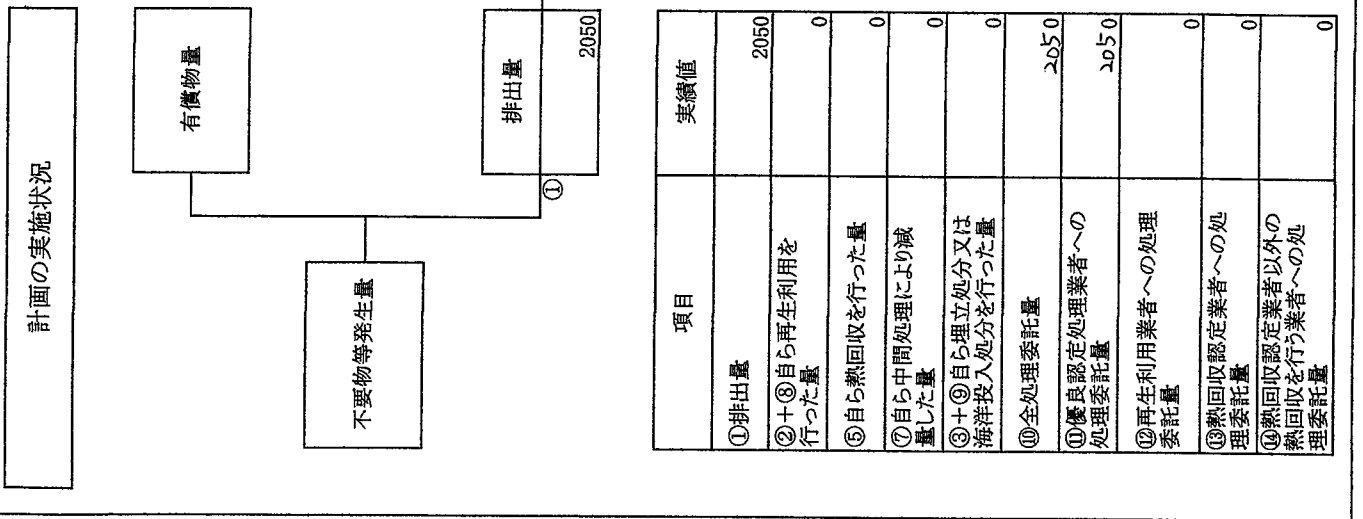 計画の実施状況
有償物量
不要物等発生量
排出量
①
2050
項目
実績値
①排出量
2050
②+⑧自ら再生利用を
行った量
0
⑤自ら熱回収を行った量
0
⑦自ら中間処理により減
量した量
0
③+⑨自ら埋立処分又は
海洋投入処分を行った量
0
⑩全処理委託量
2050
⑪優良認定処理業者への
処理委託量
2050
⑫再生利用業者への処理
委託量
0
⑬熱回収認定業者への処
理委託量
0
⑭熱回収認定業者以外の
熱回収を行う業者への処
理委託量
0